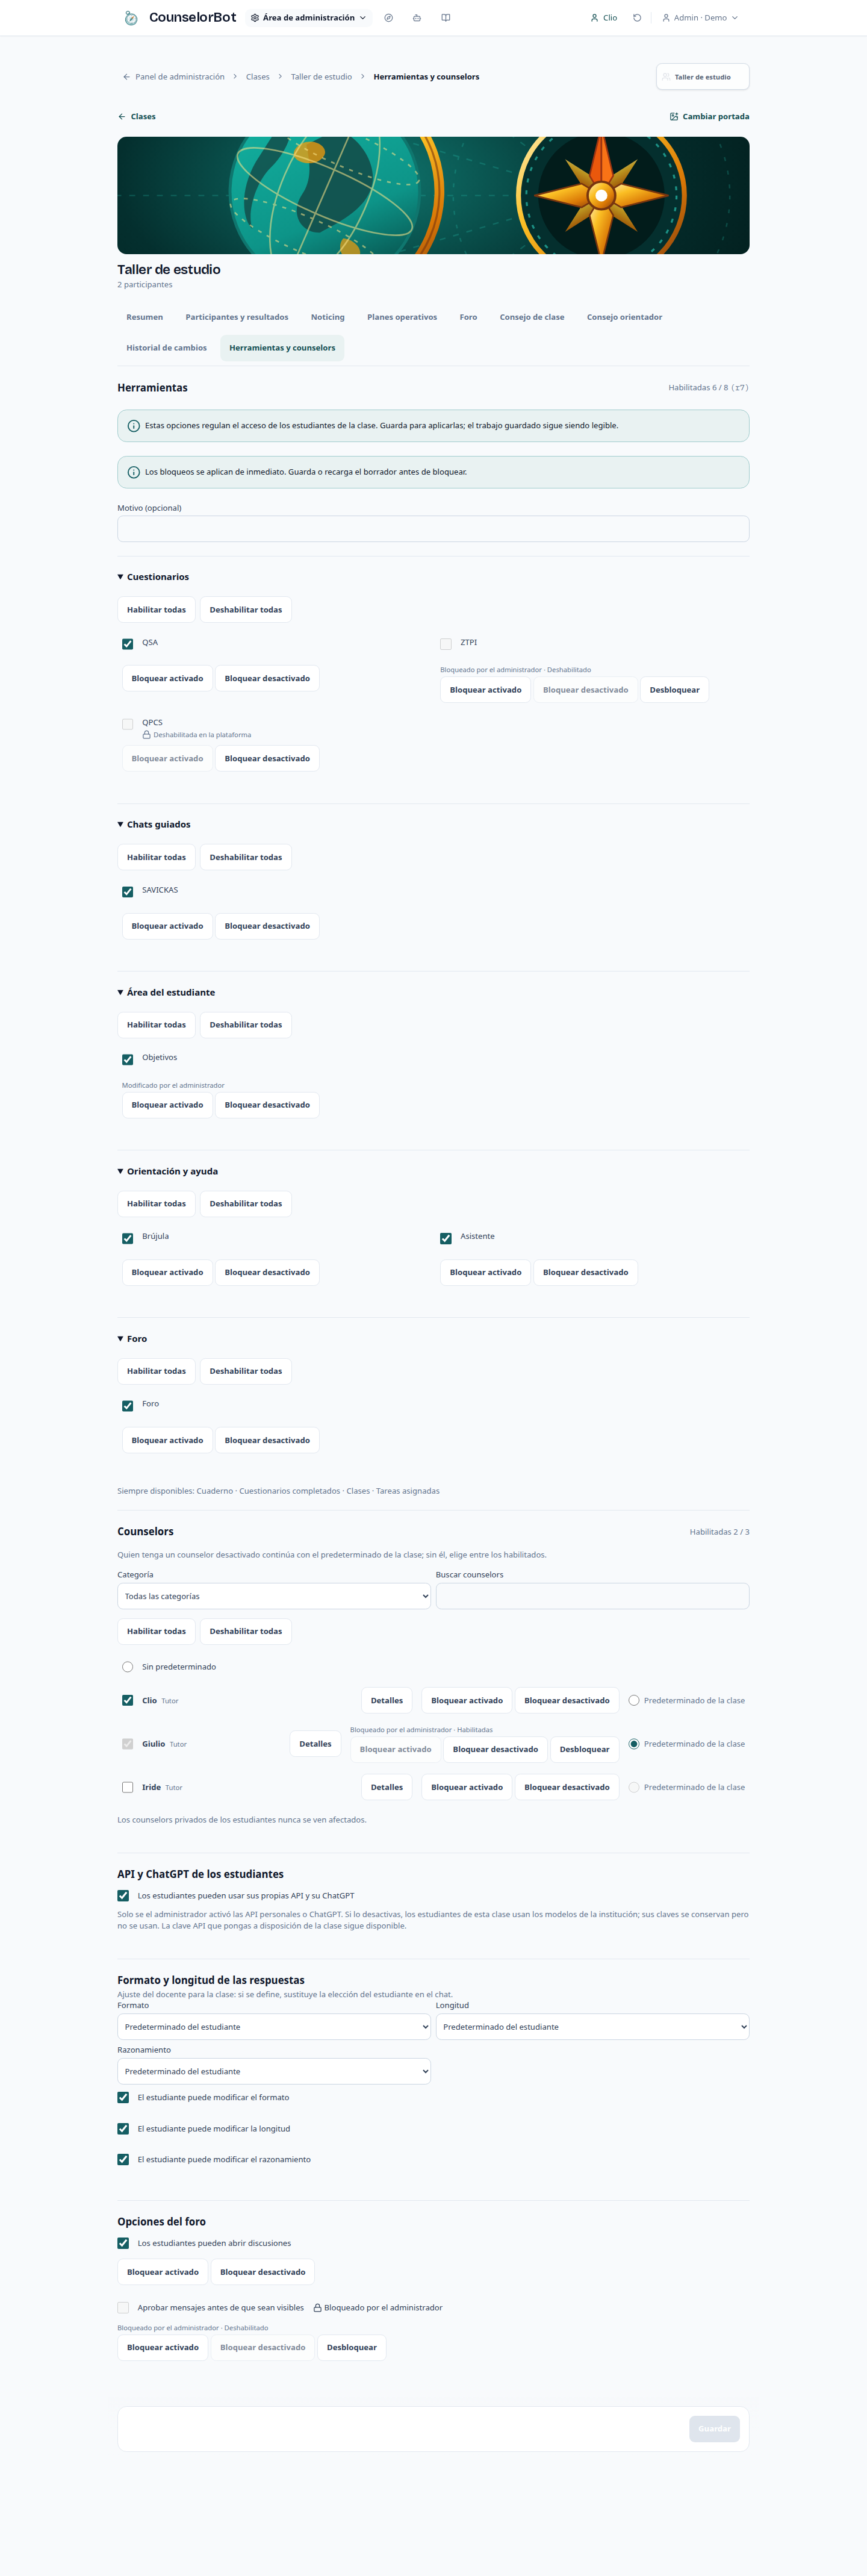 CounselorBot
Área de administración
Clio
Admin · Demo
Panel de administración
Clases
Taller de estudio
Herramientas y counselors
Taller de estudio
Clases
Cambiar portada
Taller de estudio
2 participantes
Resumen
Participantes y resultados
Noticing
Planes operativos
Foro
Consejo de clase
Consejo orientador
Historial de cambios
Herramientas y counselors
Herramientas
Habilitadas 6 / 8 (r7)
Estas opciones regulan el acceso de los estudiantes de la clase. Guarda para aplicarlas; el trabajo guardado sigue siendo legible.
Los bloqueos se aplican de inmediato. Guarda o recarga el borrador antes de bloquear.
Motivo (opcional)
Cuestionarios
Habilitar todas
Deshabilitar todas
QSA
ZTPI
Bloquear activado
Bloquear desactivado
Bloqueado por el administrador · Deshabilitado
Bloquear activado
Bloquear desactivado
Desbloquear
QPCS
Deshabilitada en la plataforma
Bloquear activado
Bloquear desactivado
Chats guiados
Habilitar todas
Deshabilitar todas
SAVICKAS
Bloquear activado
Bloquear desactivado
Área del estudiante
Habilitar todas
Deshabilitar todas
Objetivos
Modificado por el administrador
Bloquear activado
Bloquear desactivado
Orientación y ayuda
Habilitar todas
Deshabilitar todas
Brújula
Asistente
Bloquear activado
Bloquear desactivado
Bloquear activado
Bloquear desactivado
Foro
Habilitar todas
Deshabilitar todas
Foro
Bloquear activado
Bloquear desactivado
Siempre disponibles: Cuaderno · Cuestionarios completados · Clases · Tareas asignadas
Counselors
Habilitadas 2 / 3
Quien tenga un counselor desactivado continúa con el predeterminado de la clase; sin él, elige entre los habilitados.
Categoría
Buscar counselors
Todas las categorías
Habilitar todas
Deshabilitar todas
Sin predeterminado
Clio Tutor
Detalles
Bloquear activado
Bloquear desactivado
Predeterminado de la clase
Giulio Tutor
Detalles
Bloqueado por el administrador · Habilitadas
Bloquear activado
Bloquear desactivado
Desbloquear
Predeterminado de la clase
Iride Tutor
Detalles
Bloquear activado
Bloquear desactivado
Predeterminado de la clase
Los counselors privados de los estudiantes nunca se ven afectados.
API y ChatGPT de los estudiantes
Los estudiantes pueden usar sus propias API y su ChatGPT
Solo se el administrador activó las API personales o ChatGPT. Si lo desactivas, los estudiantes de esta clase usan los modelos de la institución; sus claves se conservan pero
no se usan. La clave API que pongas a disposición de la clase sigue disponible.
Formato y longitud de las respuestas
Ajuste del docente para la clase: si se define, sustituye la elección del estudiante en el chat.
Formato
Longitud
Predeterminado del estudiante
Predeterminado del estudiante
Razonamiento
Predeterminado del estudiante
El estudiante puede modificar el formato
El estudiante puede modificar la longitud
El estudiante puede modificar el razonamiento
Opciones del foro
Los estudiantes pueden abrir discusiones
Bloquear activado
Bloquear desactivado
Aprobar mensajes antes de que sean visibles
Bloqueado por el administrador
Bloqueado por el administrador · Deshabilitado
Bloquear activado
Bloquear desactivado
Desbloquear
Guardar